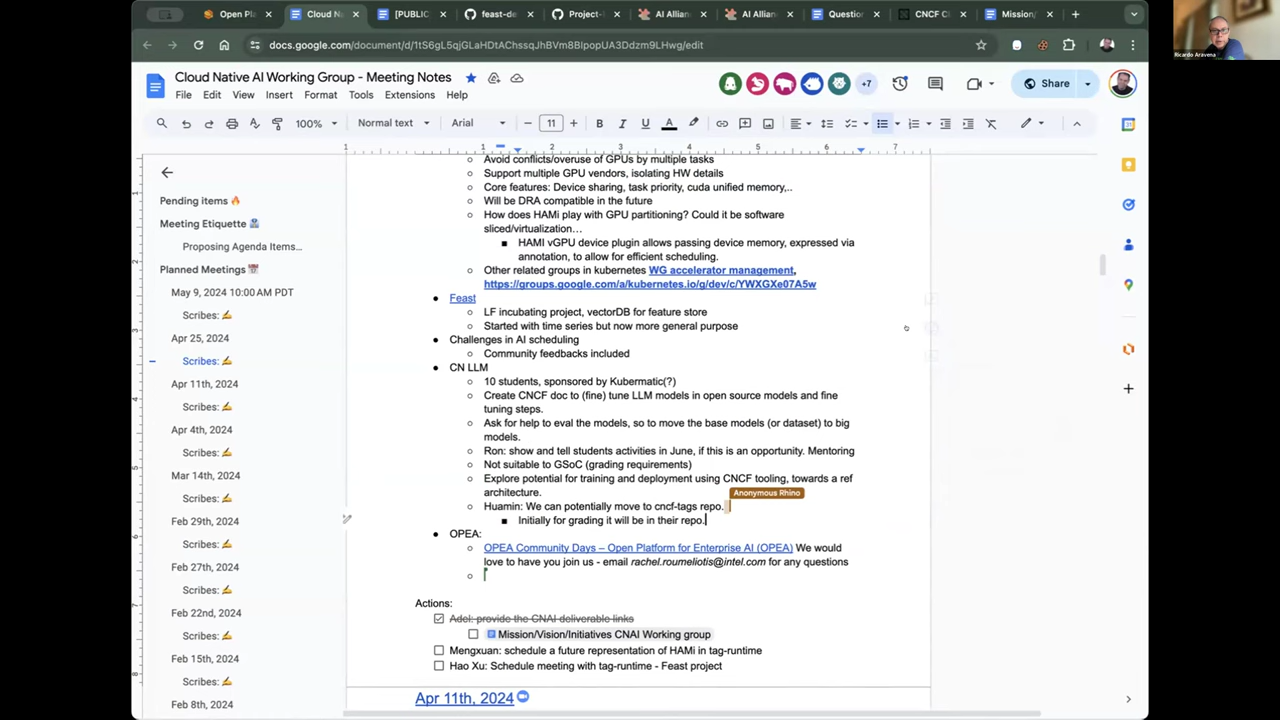 Open Pla
Cloud Na
[PUBLIC]
feast-de
Project-
AI Allian
AI Allian
Question
CNCF Cl
Mission/
docs.google.com/document/d/1tS6gL5qjGLaHDtAChssqJhBVm8BlpopUA3Ddzm9LHwg/edit
Ricardo Aravena
Cloud Native AI Working Group - Meeting Notes
+7
Share
File Edit View Insert Format Tools Extensions Help
100% Normal text Arial 11
1 1 2 3 4 5 6 7
Pending items 🔥
Meeting Etiquette
Proposing Agenda Items...
Planned Meetings 📅
May 9, 2024 10:00 AM PDT
Scribes: ✍️
Apr 25, 2024
Scribes: ✍️
Apr 11th, 2024
Scribes: ✍️
Apr 4th, 2024
Scribes: ✍️
Mar 14th, 2024
Scribes: ✍️
Feb 29th, 2024
Scribes: ✍️
Feb 27th, 2024
Scribes: ✍️
Feb 22nd, 2024
Scribes: ✍️
Feb 15th, 2024
Scribes: ✍️
Feb 8th, 2024
Avoid conflicts/overuse of GPUs by multiple tasks
Support multiple GPU vendors, isolating HW details
Core features: Device sharing, task priority, cuda unified memory,..
Will be DRA compatible in the future
How does HAMi play with GPU partitioning? Could it be software
sliced/virtualization…
HAMI vGPU device plugin allows passing device memory, expressed via
annotation, to allow for efficient scheduling.
Other related groups in kubernetes WG accelerator management,
https://groups.google.com/a/kubernetes.io/g/dev/c/YWXGXe07A5w
Feast
LF incubating project, vectorDB for feature store
Started with time series but now more general purpose
Challenges in AI scheduling
Community feedbacks included
CN LLM
10 students, sponsored by Kubermatic(?)
Create CNCF doc to (fine) tune LLM models in open source models and fine
tuning steps.
Ask for help to eval the models, so to move the base models (or dataset) to big
models.
Ron: show and tell students activities in June, if this is an opportunity. Mentoring
Not suitable to GSoC (grading requirements)
Explore potential for training and deployment using CNCF tooling, towards a ref
architecture.
Anonymous Rhino
Huamin: We can potentially move to cncf-tags repo.
Initially for grading it will be in their repo.
OPEA:
OPEA Community Days – Open Platform for Enterprise AI (OPEA) We would
love to have you join us - email rachel.roumeliotis@intel.com for any questions
Actions:
Adel: provide the CNAI deliverable links
Mission/Vision/Initiatives CNAI Working group
Mengxuan: schedule a future representation of HAMi in tag-runtime
Hao Xu: Schedule meeting with tag-runtime - Feast project
Apr 11th, 2024